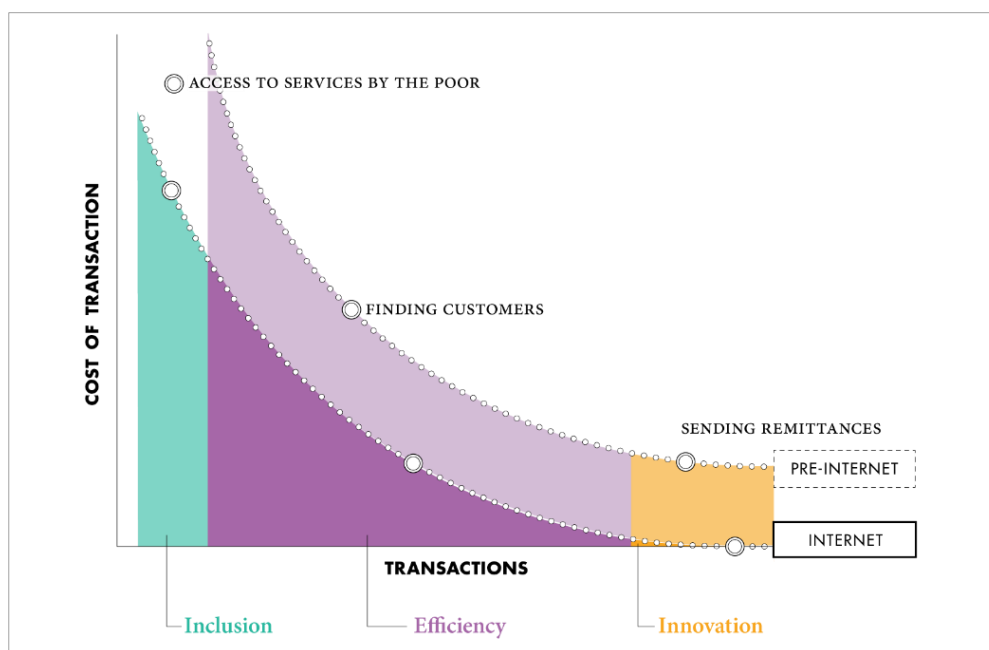 ACCESS TO SERVICES BY THE POOR
COST OF TRANSACTION
FINDING CUSTOMERS
SENDING REMITTANCES
PRE-INTERNET
INTERNET
TRANSACTIONS
Inclusion
Efficiency
Innovation